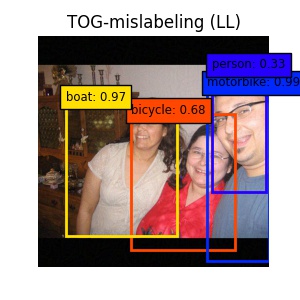 TOG-mislabeling (LL)
person: 0.33
motorbike: 0.99
boat: 0.97
bicycle: 0.68